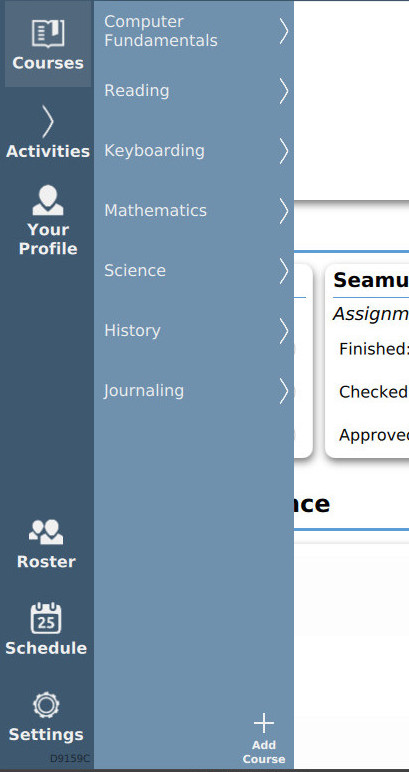 Courses
Activities
Your
Profile
Roster
25
Schedule
Settings
D9159C
Computer
Fundamentals
Reading
Keyboarding
Mathematics
Science
History
Journaling
Add
Course
Seamu
Assignm
Finished:
Checked
Approved
nce